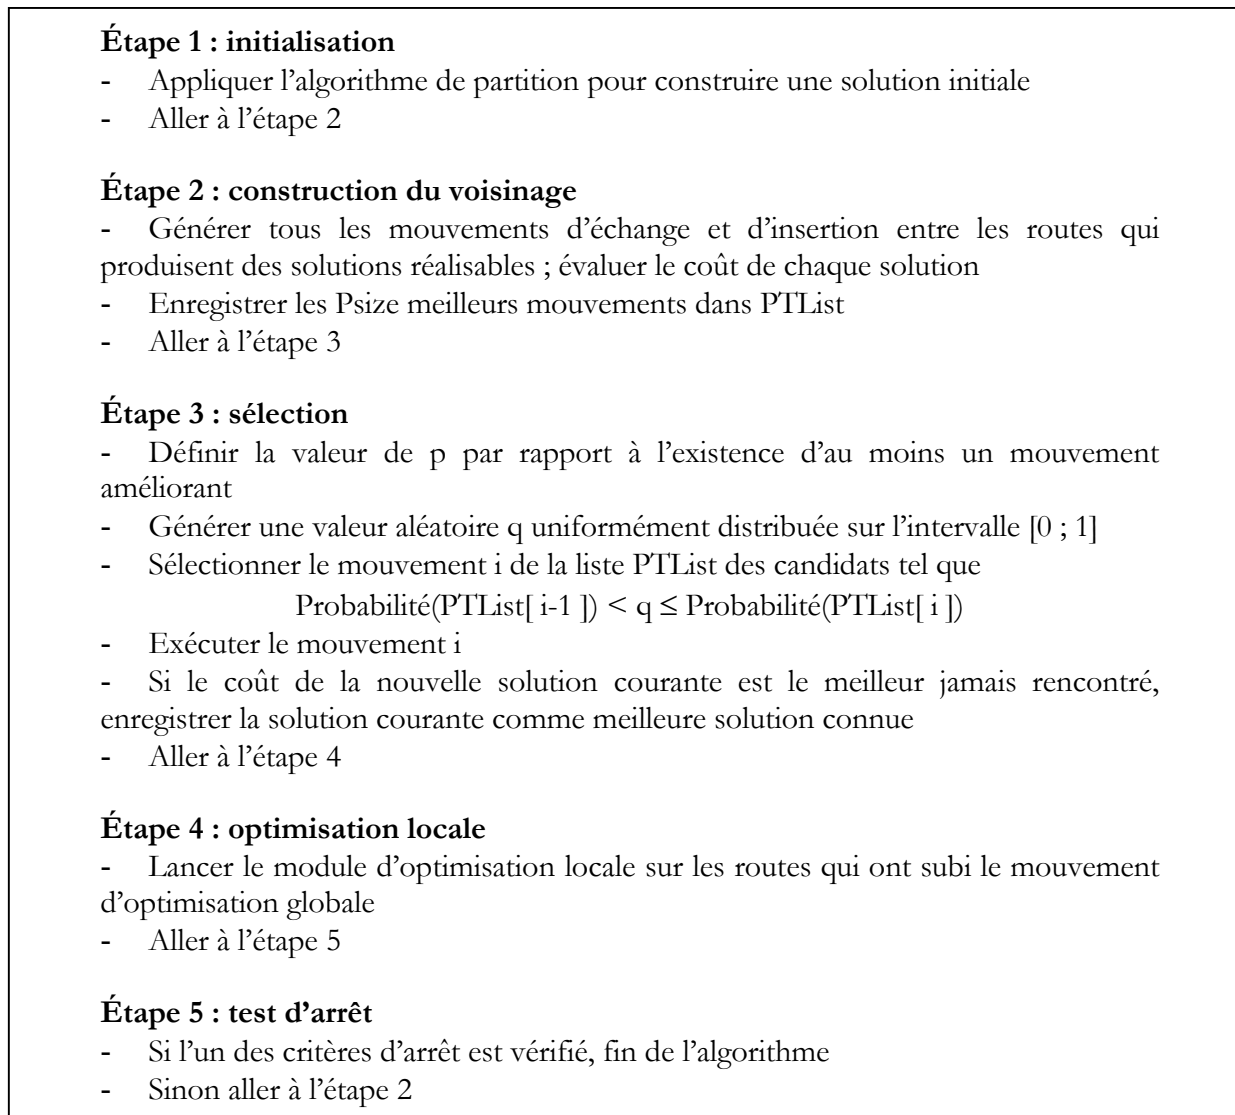 Étape 1 : initialisation
- Appliquer l’algorithme de partition pour construire une solution initiale
- Aller à l’étape 2
Étape 2 : construction du voisinage
- Générer tous les mouvements d’échange et d’insertion entre les routes qui
produisent des solutions réalisables ; évaluer le coût de chaque solution
- Enregistrer les Psize meilleurs mouvements dans PTList
- Aller à l’étape 3
Étape 3 : sélection
- Définir la valeur de p par rapport à l’existence d’au moins un mouvement
améliorant
- Générer une valeur aléatoire q uniformément distribuée sur l’intervalle [0 ; 1]
- Sélectionner le mouvement i de la liste PTList des candidats tel que
Probabilité(PTList[ i-1 ]) < q ≤ Probabilité(PTList[ i ])
- Exécuter le mouvement i
- Si le coût de la nouvelle solution courante est le meilleur jamais rencontré,
enregistrer la solution courante comme meilleure solution connue
- Aller à l’étape 4
Étape 4 : optimisation locale
- Lancer le module d’optimisation locale sur les routes qui ont subi le mouvement
d’optimisation globale
- Aller à l’étape 5
Étape 5 : test d’arrêt
- Si l’un des critères d’arrêt est vérifié, fin de l’algorithme
- Sinon aller à l’étape 2